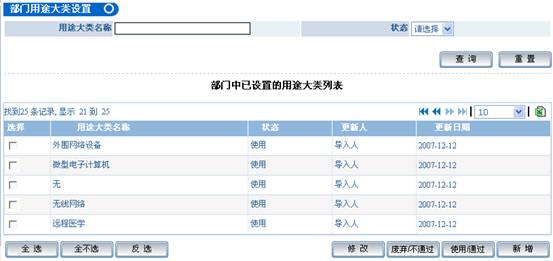 部门用途大类设置
用途大类名称 状态 请选择
查 询 重 置
部门中已设置的用途大类列表
找到25 条记录, 显示 21 到 25 10
选择 用途大类名称 状态 更新人 更新日期
外围网络设备 使用 导入人 2007-12-12
微型电子计算机 使用 导入人 2007-12-12
无 使用 导入人 2007-12-12
无线网络 使用 导入人 2007-12-12
远程医学 使用 导入人 2007-12-12
全 选 全不选 反 选 修 改 废弃/不通过 使用/通过 新 增